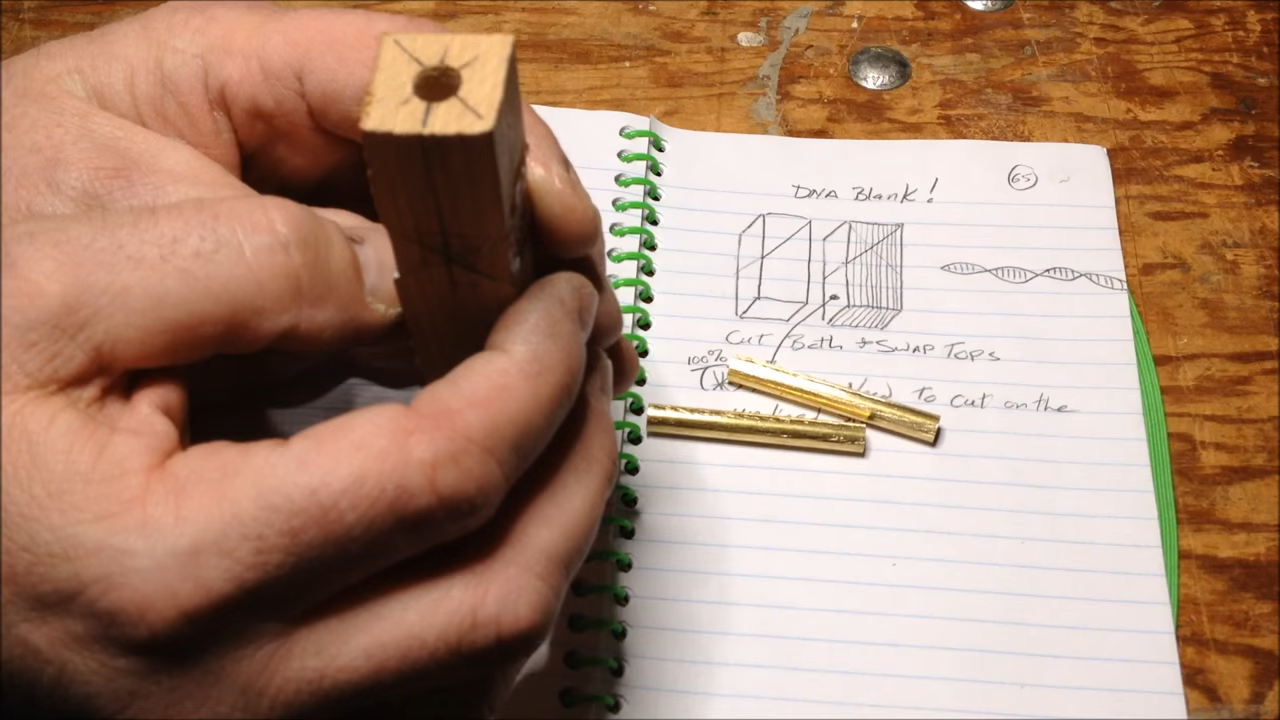 65
DNA Blank!
Cut Both & Swap Tops
100%
Need to cut on the